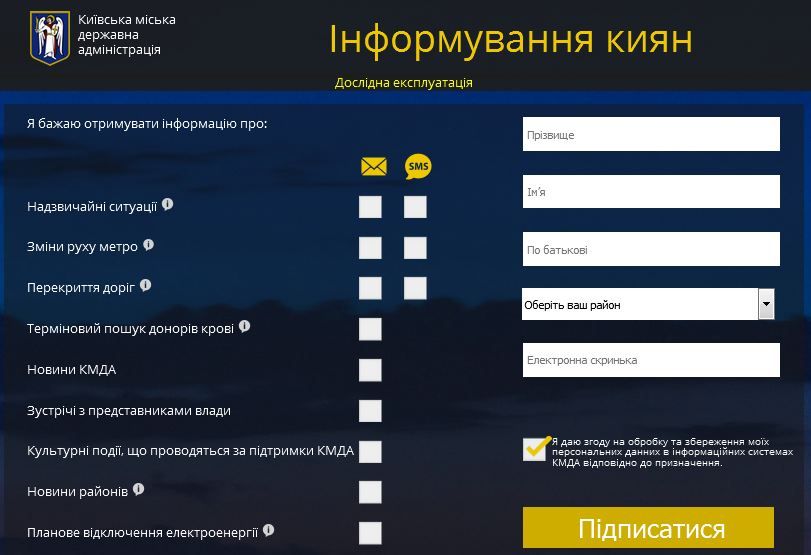 Київська міська
державна
адміністрація
Інформування киян
Дослідна експлуатація
Я бажаю отримувати інформацію про:
SMS
Надзвичайні ситуації
Зміни руху метро
Перекриття доріг
Терміновий пошук донорів крові
Новини КМДА
Зустрічі з представниками влади
Культурні події, що проводяться за підтримки КМДА
Новини районів
Планове відключення електроенергії
Прізвище
Ім'я
По батькові
Оберіть ваш район
Електронна скринька
Я даю згоду на обробку та збереження моїх
персональних данних в інформаційних системах
КМДА відповідно до призначення.
Підписатися